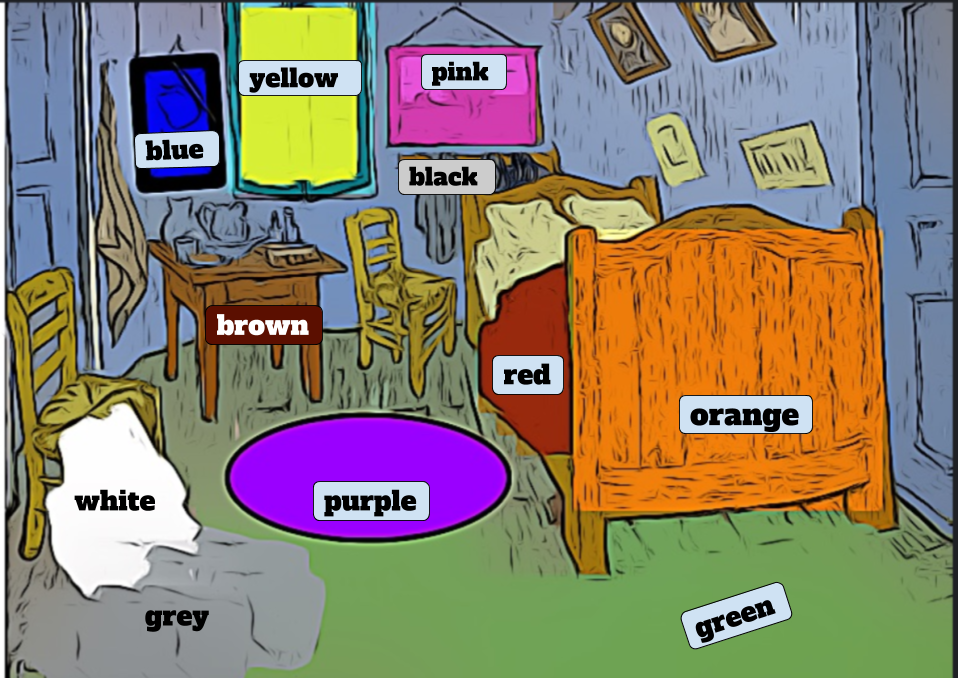 yellow
pink
blue
black
brown
red
orange
white
purple
grey
green